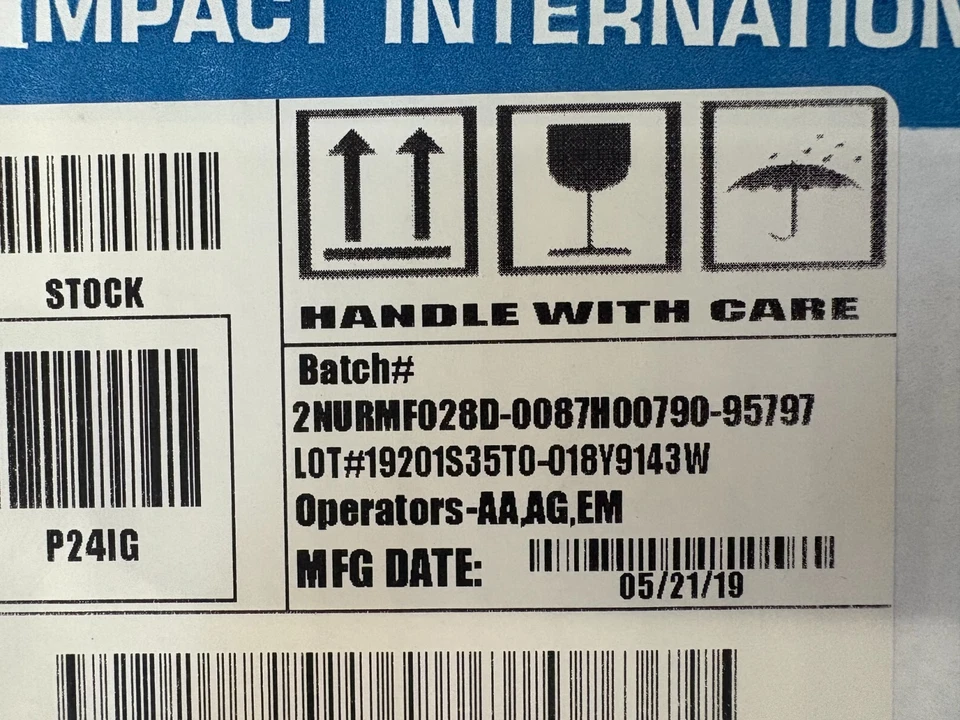 IMPACT INTERNATION
STOCK
P24IG
HANDLE WITH CARE
Batch#
2NURMF028D-0087H00790-95797
LOT#19201S35T0-018Y9143W
Operators-AA,AG,EM
MFG DATE:
05/21/19